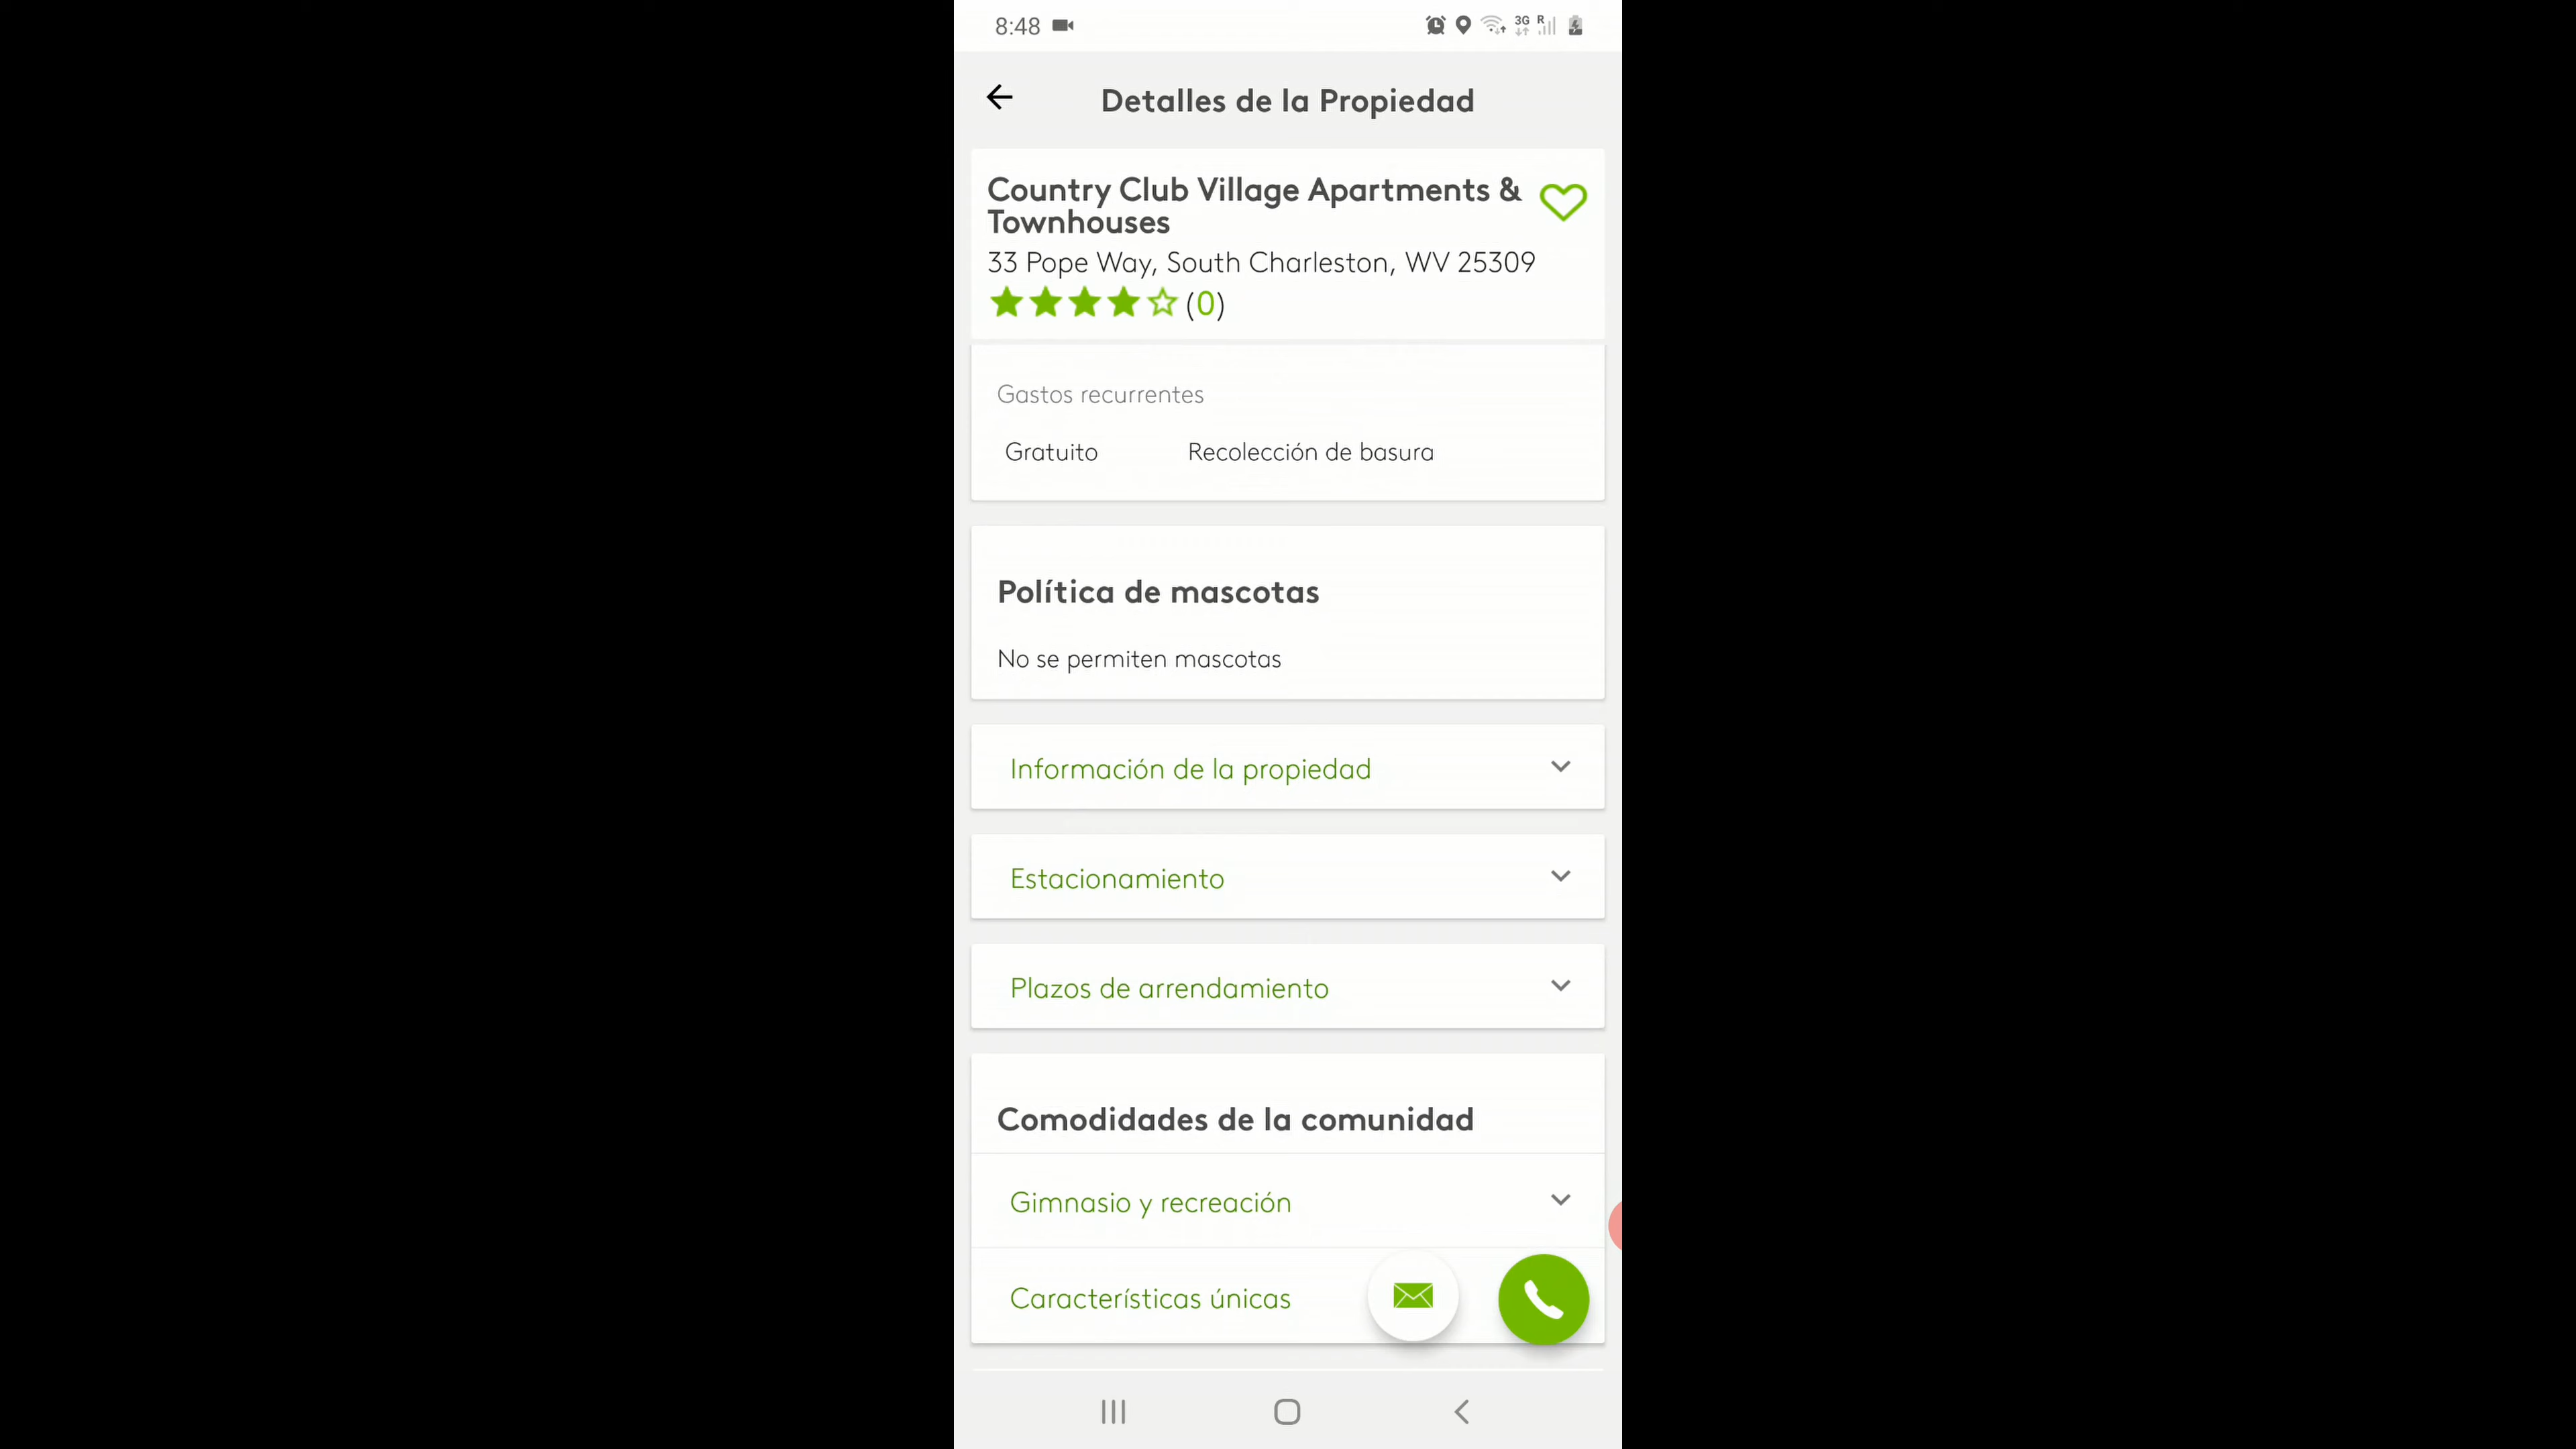 8:48
3G R
Detalles de la Propiedad
Country Club Village Apartments &
Townhouses
33 Pope Way, South Charleston, WV 25309
(0)
Gastos recurrentes
Gratuito Recolección de basura
Política de mascotas
No se permiten mascotas
Información de la propiedad
Estacionamiento
Plazos de arrendamiento
Comodidades de la comunidad
Gimnasio y recreación
Características únicas